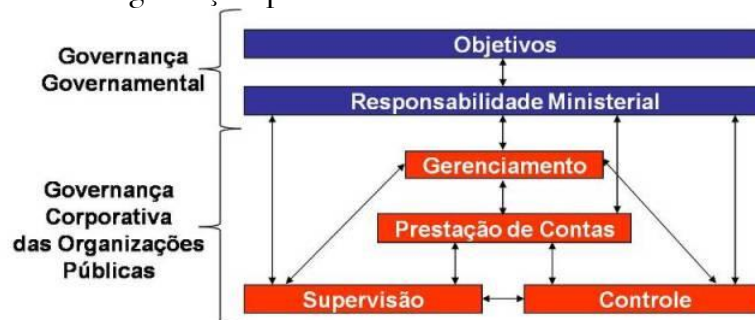 Governança
Governamental
Objetivos
Responsabilidade Ministerial
Governança
Corporativa
das Organizações
Públicas
Gerenciamento
Prestação de Contas
Supervisão
Controle